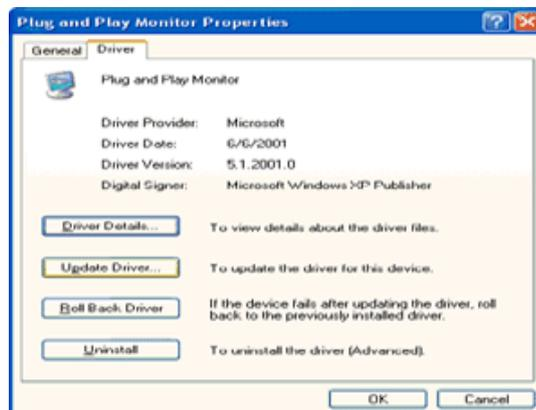 Plug and Play Monitor Properties
General Driver
Plug and Play Monitor
Driver Provider: Microsoft
Driver Date: 6/6/2001
Driver Version: 5.1.2001.0
Digital Signer: Microsoft Windows XP Publisher
Driver Details... To view details about the driver files.
Update Driver... To update the driver for this device.
Roll Back Driver If the device fails after updating the driver, roll
back to the previously installed driver.
Uninstall To uninstall the driver (Advanced).
OK Cancel